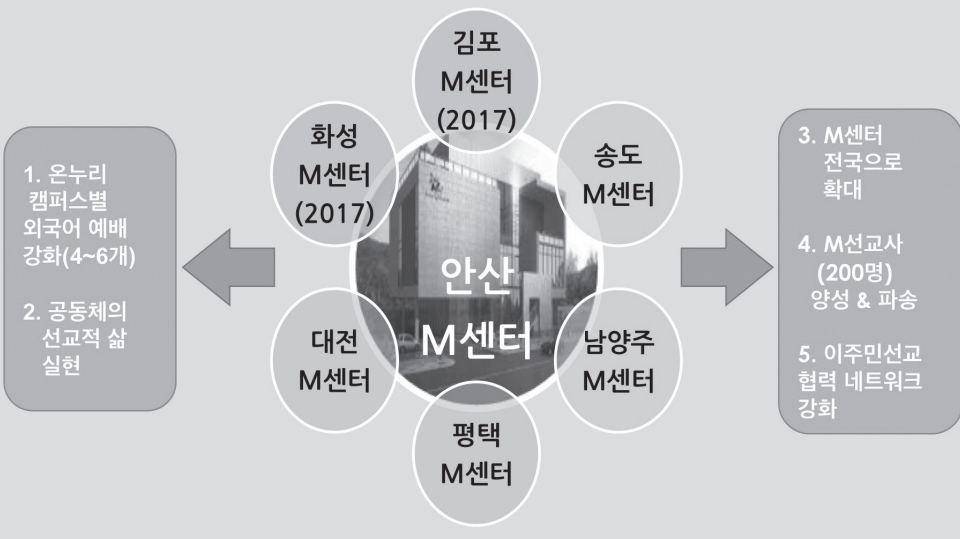 김포
M센터
(2017)
화성
M센터
(2017)
송도
M센터
안산
M센터
대전
M센터
남양주
M센터
평택
M센터
1. 온누리
캠퍼스별
외국어 예배
강화(4~6개)
2. 공동체의
선교적 삶
실현
3. M센터
전국으로
확대
4. M선교사
(200명)
양성 & 파송
5. 이주민선교
협력 네트워크
강화